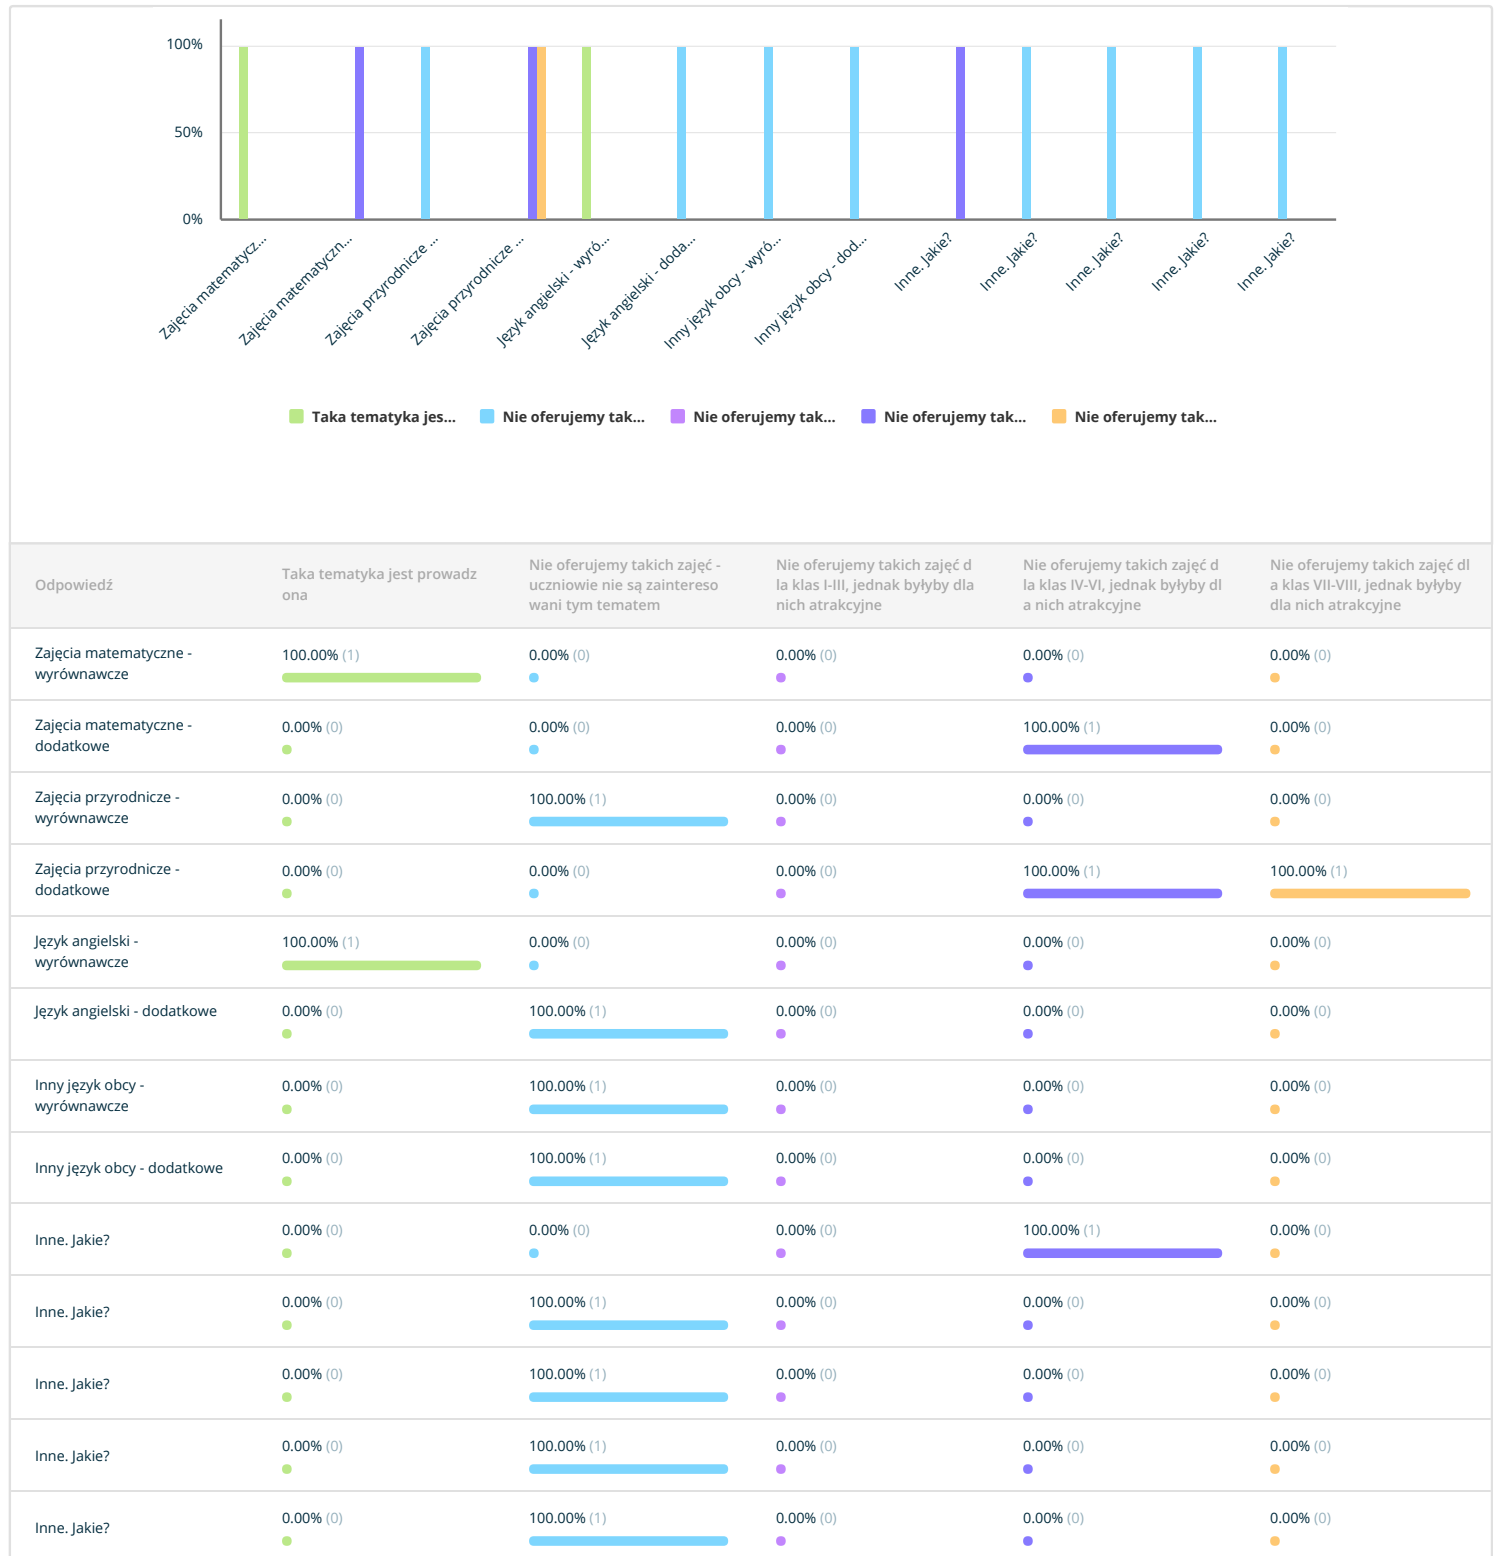 100%
50%
0%
Zajęcia matematycz...
Zajęcia matematyczn...
Zajęcia przyrodnicze ...
Zajęcia przyrodnicze ...
Język angielski - wyró...
Język angielski - doda...
Inny język obcy - wyró...
Inny język obcy - dod...
Inne. Jakie?
Inne. Jakie?
Inne. Jakie?
Inne. Jakie?
Inne. Jakie?
Taka tematyka jes... Nie oferujemy tak... Nie oferujemy tak... Nie oferujemy tak... Nie oferujemy tak...
Odpowiedź
Taka tematyka jest prowadz
ona
Nie oferujemy takich zajęć -
uczniowie nie są zaintereso
wani tym tematem
Nie oferujemy takich zajęć d
la klas I-III, jednak byłyby dla
nich atrakcyjne
Nie oferujemy takich zajęć d
la klas IV-VI, jednak byłyby dl
a nich atrakcyjne
Nie oferujemy takich zajęć dl
a klas VII-VIII, jednak byłyby
dla nich atrakcyjne
Zajęcia matematyczne -
wyrównawcze
100.00% (1) 0.00% (0) 0.00% (0) 0.00% (0) 0.00% (0)
Zajęcia matematyczne -
dodatkowe
0.00% (0) 0.00% (0) 0.00% (0) 100.00% (1) 0.00% (0)
Zajęcia przyrodnicze -
wyrównawcze
0.00% (0) 100.00% (1) 0.00% (0) 0.00% (0) 0.00% (0)
Zajęcia przyrodnicze -
dodatkowe
0.00% (0) 0.00% (0) 0.00% (0) 100.00% (1) 100.00% (1)
Język angielski -
wyrównawcze
100.00% (1) 0.00% (0) 0.00% (0) 0.00% (0) 0.00% (0)
Język angielski - dodatkowe
0.00% (0) 100.00% (1) 0.00% (0) 0.00% (0) 0.00% (0)
Inny język obcy -
wyrównawcze
0.00% (0) 100.00% (1) 0.00% (0) 0.00% (0) 0.00% (0)
Inny język obcy - dodatkowe
0.00% (0) 100.00% (1) 0.00% (0) 0.00% (0) 0.00% (0)
Inne. Jakie?
0.00% (0) 0.00% (0) 0.00% (0) 100.00% (1) 0.00% (0)
Inne. Jakie?
0.00% (0) 100.00% (1) 0.00% (0) 0.00% (0) 0.00% (0)
Inne. Jakie?
0.00% (0) 100.00% (1) 0.00% (0) 0.00% (0) 0.00% (0)
Inne. Jakie?
0.00% (0) 100.00% (1) 0.00% (0) 0.00% (0) 0.00% (0)
Inne. Jakie?
0.00% (0) 100.00% (1) 0.00% (0) 0.00% (0) 0.00% (0)